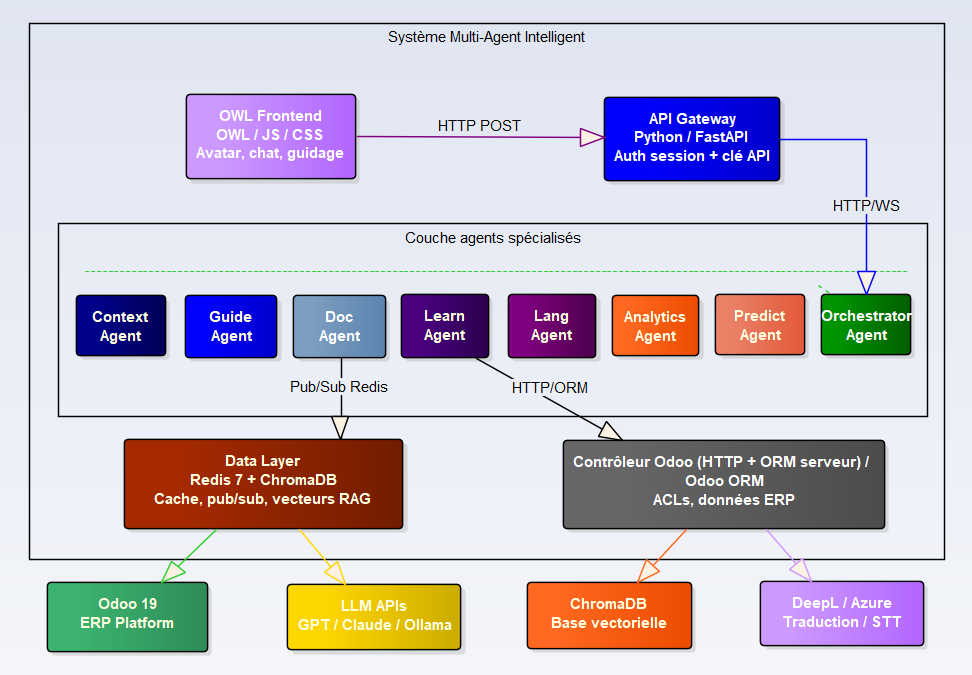 Système Multi-Agent Intelligent
OWL Frontend
OWL / JS / CSS
Avatar, chat, guidage
HTTP POST
API Gateway
Python / FastAPI
Auth session + clé API
HTTP/WS
Couche agents spécialisés
Context
Agent
Guide
Agent
Doc
Agent
Learn
Agent
Lang
Agent
Analytics
Agent
Predict
Agent
Orchestrator
Agent
Pub/Sub Redis
HTTP/ORM
Data Layer
Redis 7 + ChromaDB
Cache, pub/sub, vecteurs RAG
Contrôleur Odoo (HTTP + ORM serveur) /
Odoo ORM
ACLs, données ERP
Odoo 19
ERP Platform
LLM APIs
GPT / Claude / Ollama
ChromaDB
Base vectorielle
DeepL / Azure
Traduction / STT